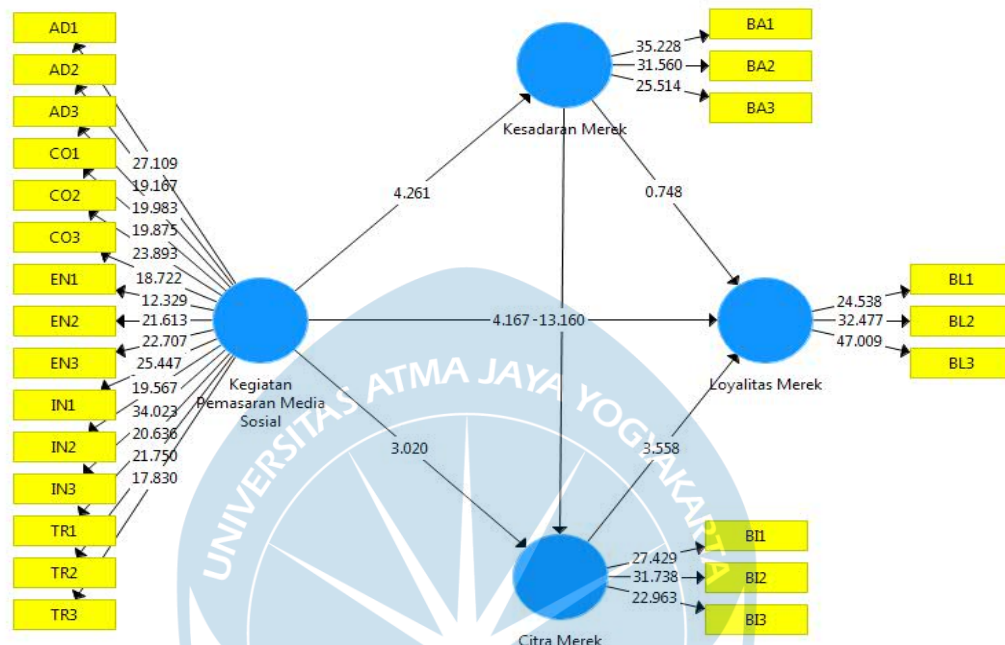 AD1
AD2
AD3
CO1
CO2
CO3
EN1
EN2
EN3
IN1
IN2
IN3
TR1
TR2
TR3
27.109
19.167
19.983
19.875
23.893
18.722
12.329
21.613
22.707
25.447
19.567
34.023
20.636
21.750
17.830
Kegiatan
Pemasaran Media
Sosial
4.261
4.167
13.160
3.020
Kesadaran Merek
35.228
31.560
25.514
BA1
BA2
BA3
0.748
Loyalitas Merek
24.538
32.477
47.009
BL1
BL2
BL3
3.558
Citra Merek
27.429
31.738
22.963
BI1
BI2
BI3
UNIVERSITAS ATMA JAYA YOGYAKARTA